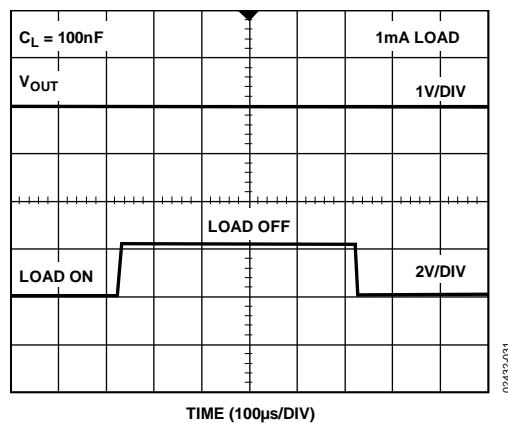 C_L = 100nF
1mA LOAD
V_OUT
1V/DIV
LOAD OFF
LOAD ON
2V/DIV
TIME (100µs/DIV)
02432-031